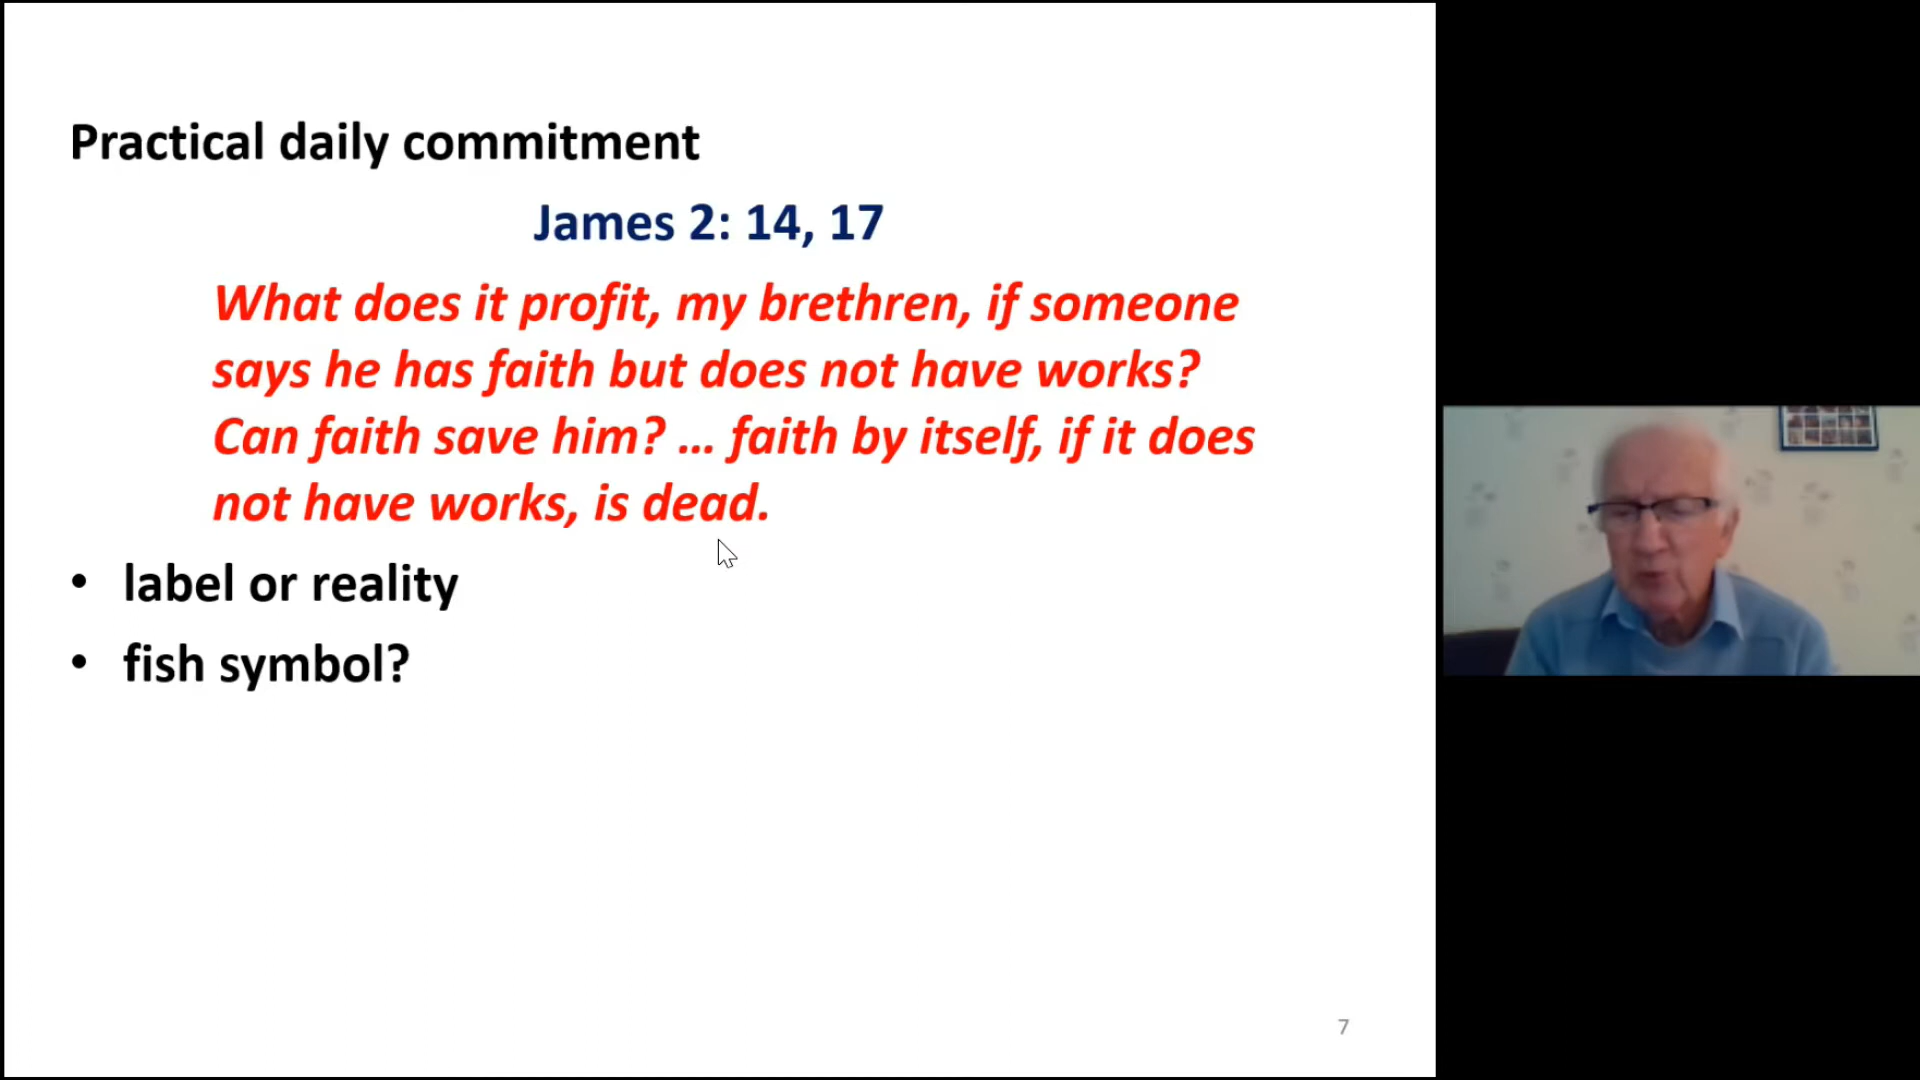 Practical daily commitment
James 2: 14, 17
What does it profit, my brethren, if someone
says he has faith but does not have works?
Can faith save him? ... faith by itself, if it does
not have works, is dead.
• label or reality
• fish symbol?
7